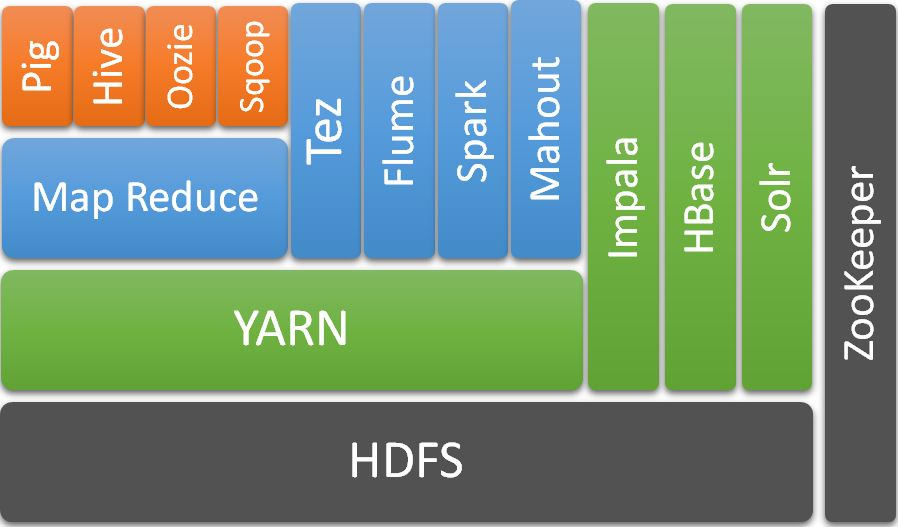 Pig
Hive
Oozie
Sqoop
Tez
Flume
Spark
Mahout
Impala
HBase
Solr
ZooKeeper
Map Reduce
YARN
HDFS